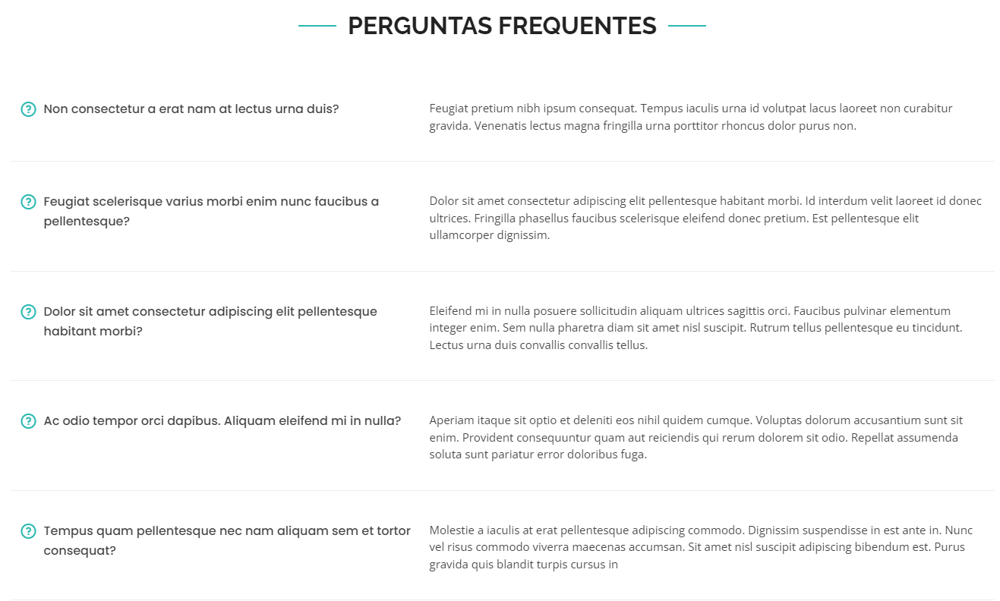 PERGUNTAS FREQUENTES
Non consectetur a erat nam at lectus urna duis?
Feugiat pretium nibh ipsum consequat. Tempus iaculis urna id volutpat lacus laoreet non curabitur
gravida. Venenatis lectus magna fringilla urna porttitor rhoncus dolor purus non.
Feugiat scelerisque varius morbi enim nunc faucibus a
pellentesque?
Dolor sit amet consectetur adipiscing elit pellentesque habitant morbi. Id interdum velit laoreet id donec
ultrices. Fringilla phasellus faucibus scelerisque eleifend donec pretium. Est pellentesque elit
ullamcorper dignissim.
Dolor sit amet consectetur adipiscing elit pellentesque
habitant morbi?
Eleifend mi in nulla posuere sollicitudin aliquam ultrices sagittis orci. Faucibus pulvinar elementum
integer enim. Sem nulla pharetra diam sit amet nisl suscipit. Rutrum tellus pellentesque eu tincidunt.
Lectus urna duis convallis convallis tellus.
Ac odio tempor orci dapibus. Aliquam eleifend mi in nulla?
Aperiam itaque sit optio et deleniti eos nihil quidem cumque. Voluptas dolorum accusantium sunt sit
enim. Provident consequuntur quam aut reiciendis qui rerum dolorem sit odio. Repellat assumenda
soluta sunt pariatur error doloribus fuga.
Tempus quam pellentesque nec nam aliquam sem et tortor
consequat?
Molestie a iaculis at erat pellentesque adipiscing commodo. Dignissim suspendisse in est ante in. Nunc
vel risus commodo viverra maecenas accumsan. Sit amet nisl suscipit adipiscing bibendum est. Purus
gravida quis blandit turpis cursus in